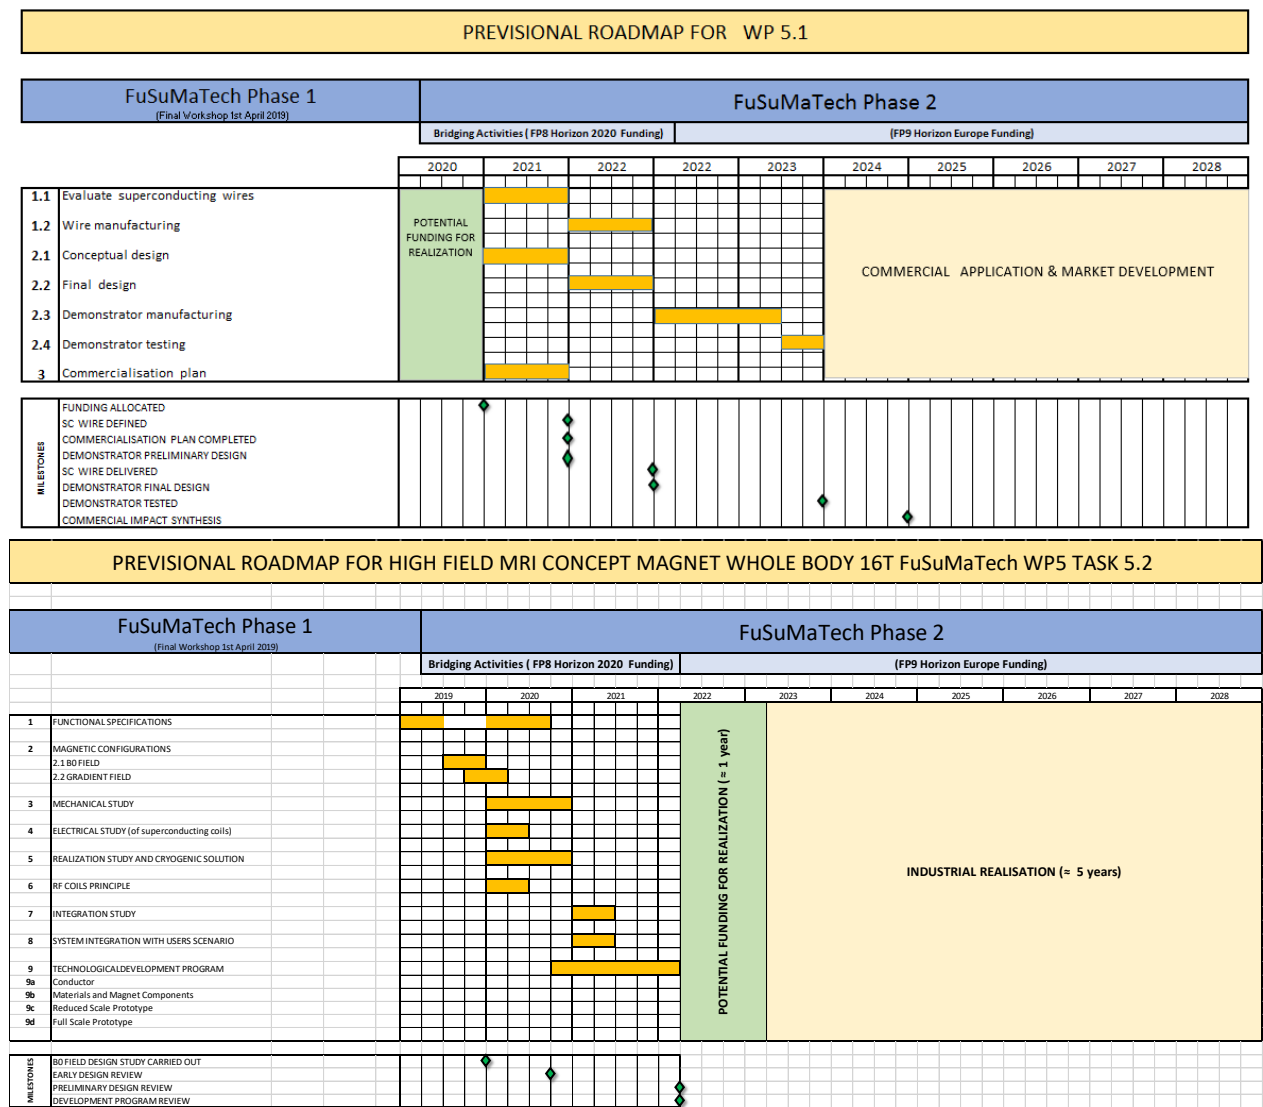 PREVISIONAL ROADMAP FOR WP 5.1
FuSuMaTech Phase 1
(Final Workshop 1st April 2019)
FuSuMaTech Phase 2
Bridging Activities ( FP8 Horizon 2020 Funding)
(FP9 Horizon Europe Funding)
2020 2021 2022 2022 2023 2024 2025 2026 2027 2028
1.1 Evaluate superconducting wires
1.2 Wire manufacturing
2.1 Conceptual design
2.2 Final design
2.3 Demonstrator manufacturing
2.4 Demonstrator testing
3 Commercialisation plan
POTENTIAL
FUNDING FOR
REALIZATION
COMMERCIAL APPLICATION & MARKET DEVELOPMENT
MILESTONES
FUNDING ALLOCATED
SC WIRE DEFINED
COMMERCIALISATION PLAN COMPLETED
DEMONSTRATOR PRELIMINARY DESIGN
SC WIRE DELIVERED
DEMONSTRATOR FINAL DESIGN
DEMONSTRATOR TESTED
COMMERCIAL IMPACT SYNTHESIS
PREVISIONAL ROADMAP FOR HIGH FIELD MRI CONCEPT MAGNET WHOLE BODY 16T FuSuMaTech WP5 TASK 5.2
FuSuMaTech Phase 1
(Final Workshop 1st April 2019)
FuSuMaTech Phase 2
Bridging Activities ( FP8 Horizon 2020 Funding)
(FP9 Horizon Europe Funding)
2019 2020 2021 2022 2023 2024 2025 2026 2027 2028
1 FUNCTIONAL SPECIFICATIONS
2 MAGNETIC CONFIGURATIONS
2.1 B0 FIELD
2.2 GRADIENT FIELD
3 MECHANICAL STUDY
4 ELECTRICAL STUDY (of superconducting coils)
5 REALIZATION STUDY AND CRYOGENIC SOLUTION
6 RF COILS PRINCIPLE
7 INTEGRATION STUDY
8 SYSTEM INTEGRATION WITH USERS SCENARIO
9 TECHNOLOGICALDEVELOPMENT PROGRAM
9a Conductor
9b Materials and Magnet Components
9c Reduced Scale Prototype
9d Full Scale Prototype
POTENTIAL FUNDING FOR REALIZATION ( ≈ 1 year)
INDUSTRIAL REALISATION (≈ 5 years)
MILESTONES
B0 FIELD DESIGN STUDY CARRIED OUT
EARLY DESIGN REVIEW
PRELIMINARY DESIGN REVIEW
DEVELOPMENT PROGRAM REVIEW